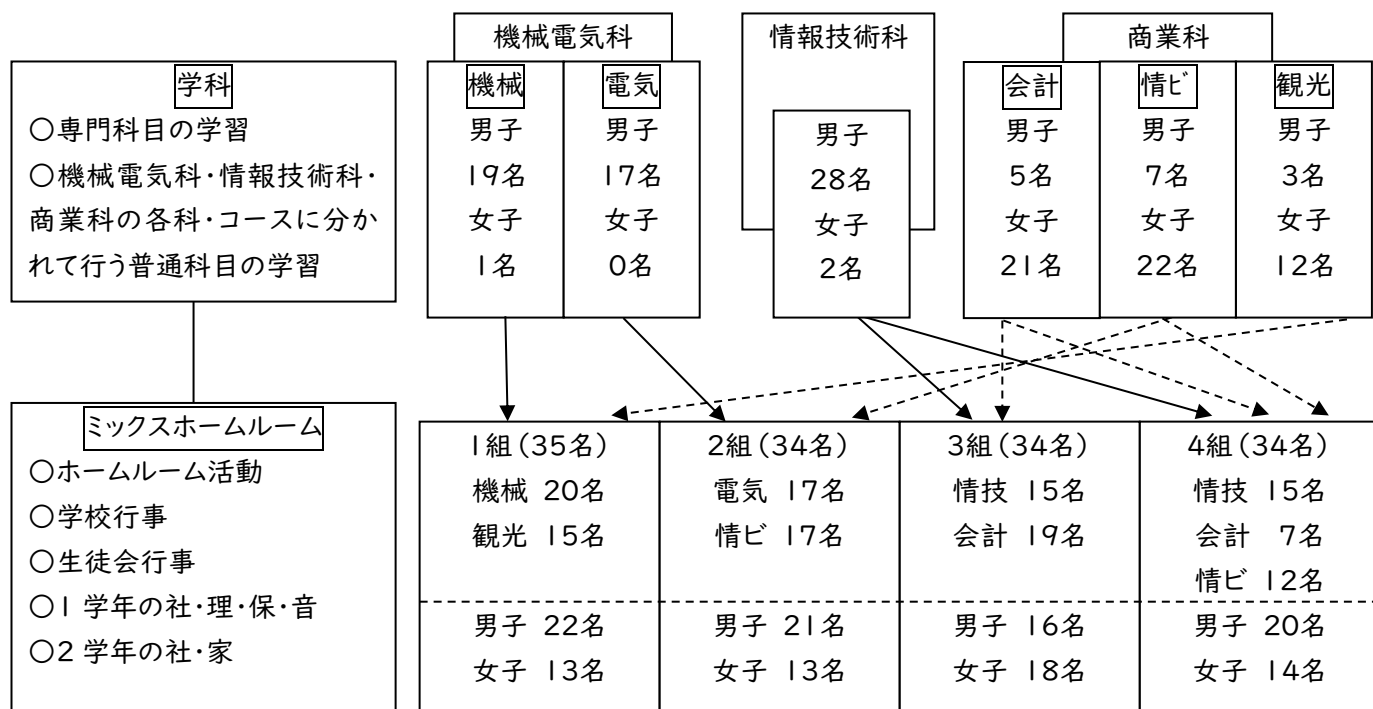 機械電気科
情報技術科
商業科
学科
○専門科目の学習
○機械電気科・情報技術科・
商業科の各科・コースに分か
れて行う普通科目の学習
機械
男子
19名
女子
1名
電気
男子
17名
女子
0名
男子
28名
女子
2名
会計
男子
5名
女子
21名
情ビ
男子
7名
女子
22名
観光
男子
3名
女子
12名
ミックスホームルーム
○ホームルーム活動
○学校行事
○生徒会行事
○1学年の社・理・保・音
○2学年の社・家
1組(35名)
機械 20名
観光 15名
男子 22名
女子 13名
2組(34名)
電気 17名
情ビ 17名
男子 21名
女子 13名
3組(34名)
情技 15名
会計 19名
男子 16名
女子 18名
4組(34名)
情技 15名
会計 7名
情ビ 12名
男子 20名
女子 14名